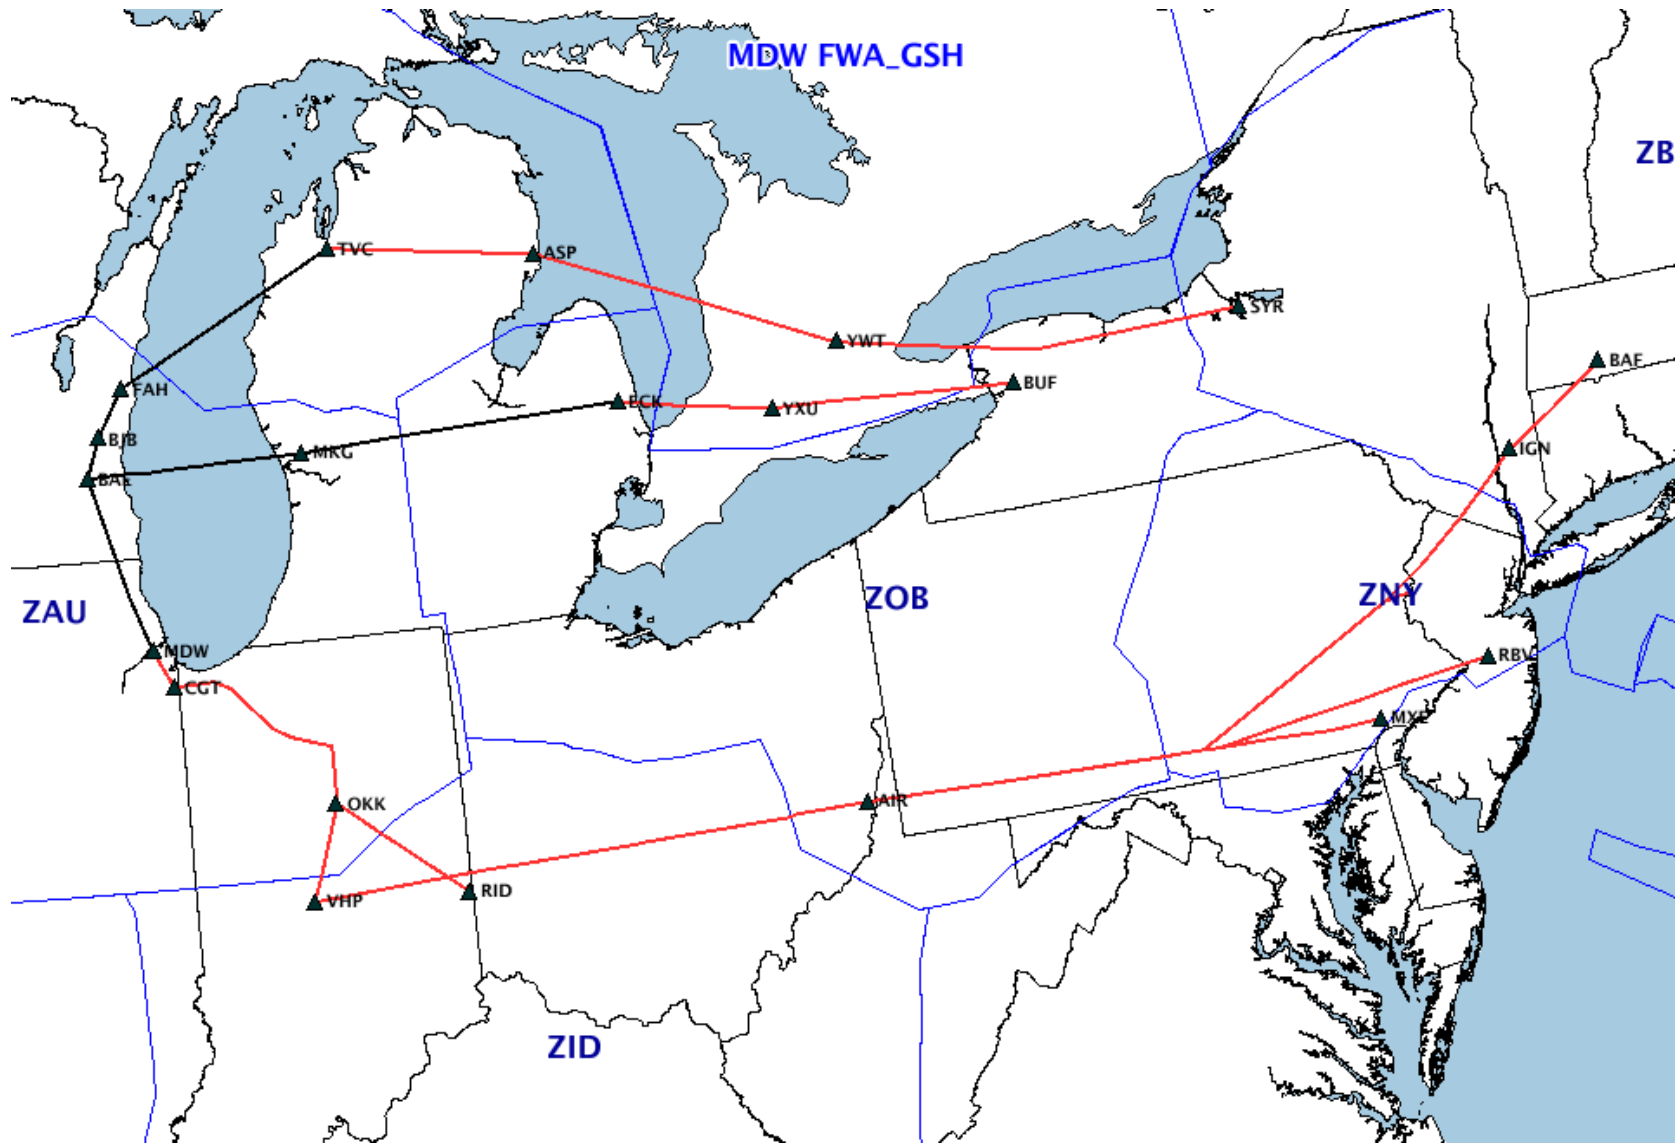 MDW FWA_GSH
ZB
TVC
ASP
SYR
YWT
BAF
BUF
FAH
ECK
YXU
BJB
IGN
MKG
BAE
ZAU
ZOB
ZNY
MDW
RBV
CGT
MXE
OKK
AIR
RID
VHP
ZID